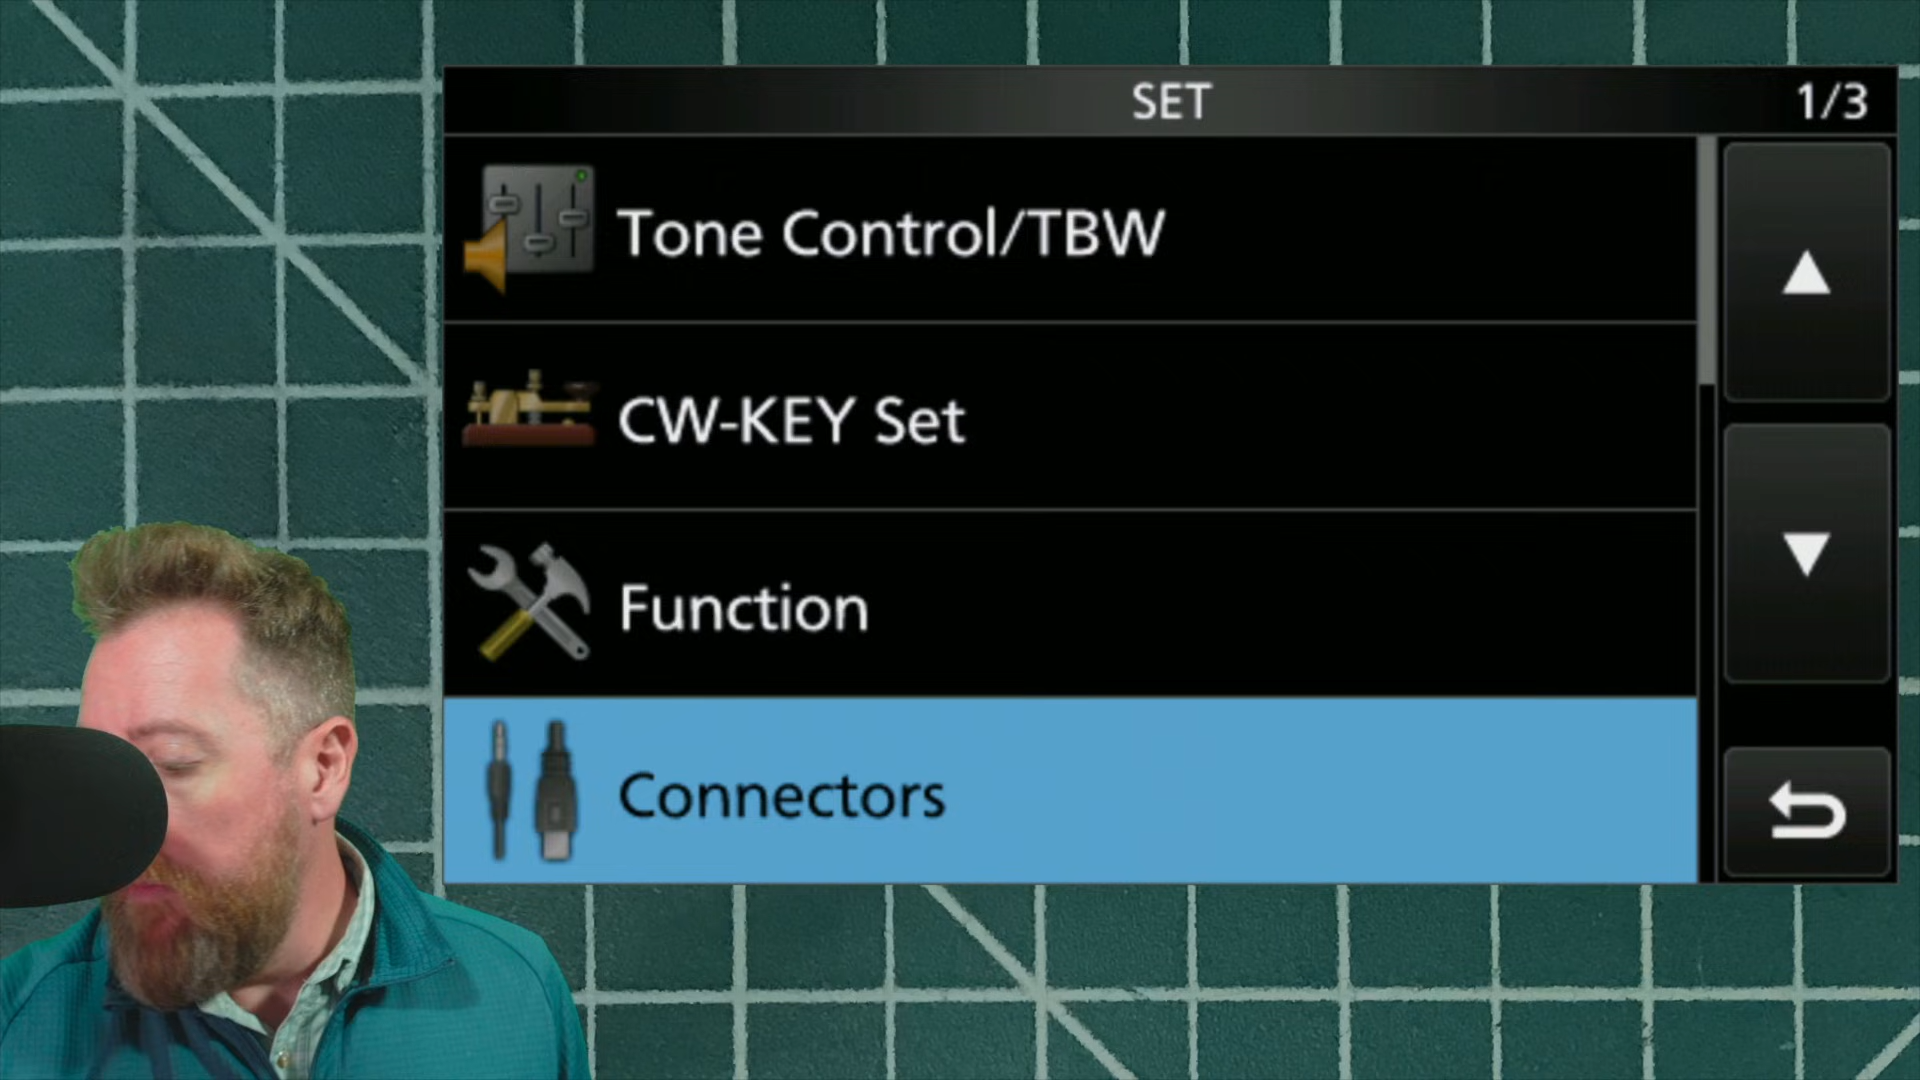 SET
1/3
Tone Control/TBW
CW-KEY Set
Function
Connectors